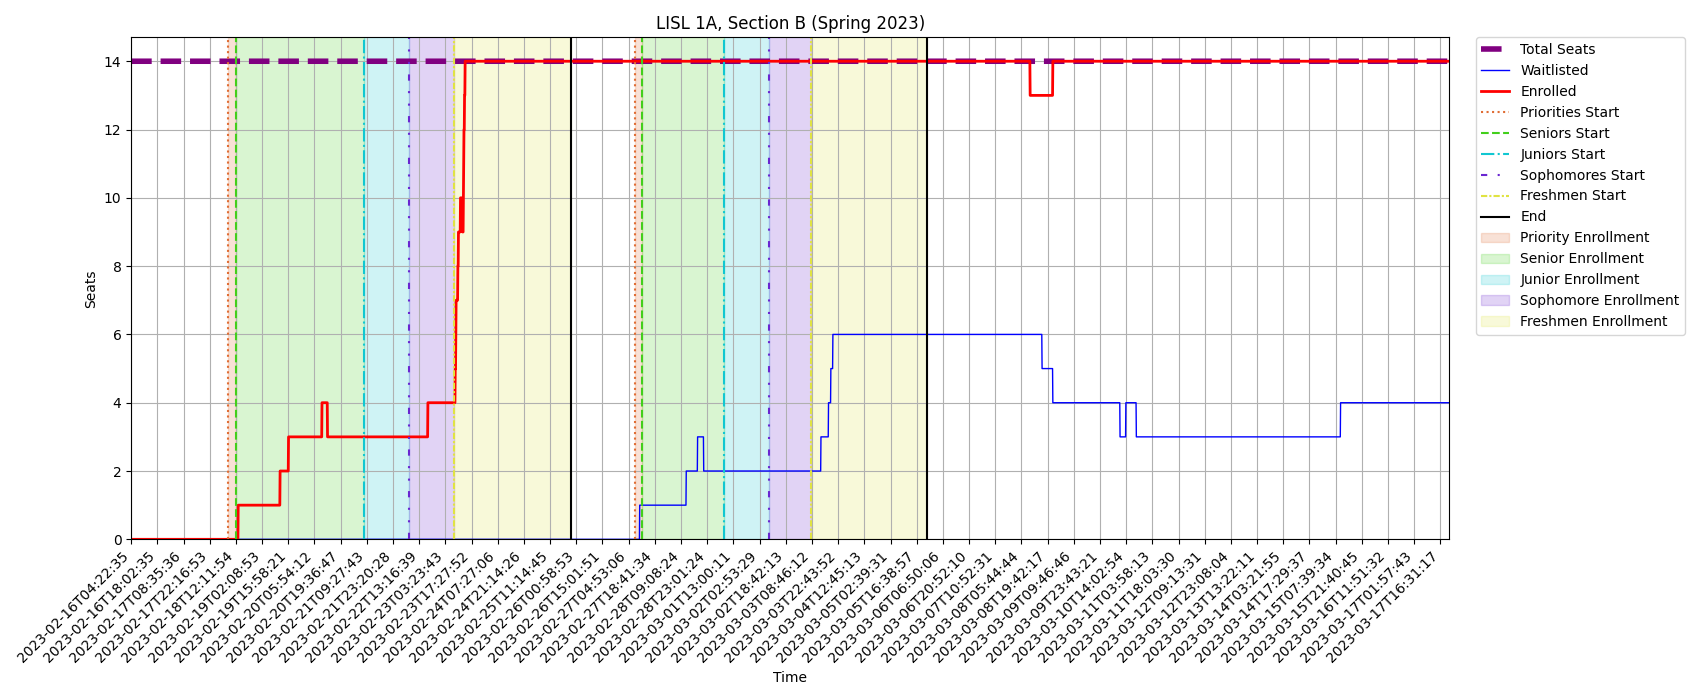 LISL 1A, Section B (Spring 2023)
Seats
14
12
10
8
6
4
2
0
2023-02-16T04:22:35
2023-02-16T18:02:35
2023-02-17T08:35:36
2023-02-17T22:16:53
2023-02-18T12:11:54
2023-02-19T02:08:53
2023-02-19T15:58:21
2023-02-20T05:54:12
2023-02-20T19:36:47
2023-02-21T09:27:43
2023-02-21T23:20:28
2023-02-22T13:16:39
2023-02-23T03:23:43
2023-02-23T17:27:52
2023-02-24T07:27:06
2023-02-24T21:14:26
2023-02-25T11:14:45
2023-02-26T00:58:53
2023-02-26T15:01:51
2023-02-27T04:53:06
2023-02-27T18:41:34
2023-02-28T09:08:24
2023-02-28T23:01:24
2023-03-01T13:00:11
2023-03-02T02:53:29
2023-03-02T18:42:13
2023-03-03T08:46:12
2023-03-03T22:43:52
2023-03-04T12:45:13
2023-03-05T02:39:31
2023-03-05T16:38:57
2023-03-06T06:50:06
2023-03-06T20:52:10
2023-03-07T10:52:31
2023-03-08T05:44:44
2023-03-08T19:42:17
2023-03-09T09:46:46
2023-03-09T23:43:21
2023-03-10T14:02:54
2023-03-11T03:58:13
2023-03-11T18:03:30
2023-03-12T09:13:31
2023-03-12T23:08:04
2023-03-13T13:22:11
2023-03-14T03:21:55
2023-03-14T17:29:37
2023-03-15T07:39:34
2023-03-15T21:40:45
2023-03-16T11:51:32
2023-03-17T01:57:43
2023-03-17T16:31:17
Time
Total Seats
Waitlisted
Enrolled
Priorities Start
Seniors Start
Juniors Start
Sophomores Start
Freshmen Start
End
Priority Enrollment
Senior Enrollment
Junior Enrollment
Sophomore Enrollment
Freshmen Enrollment